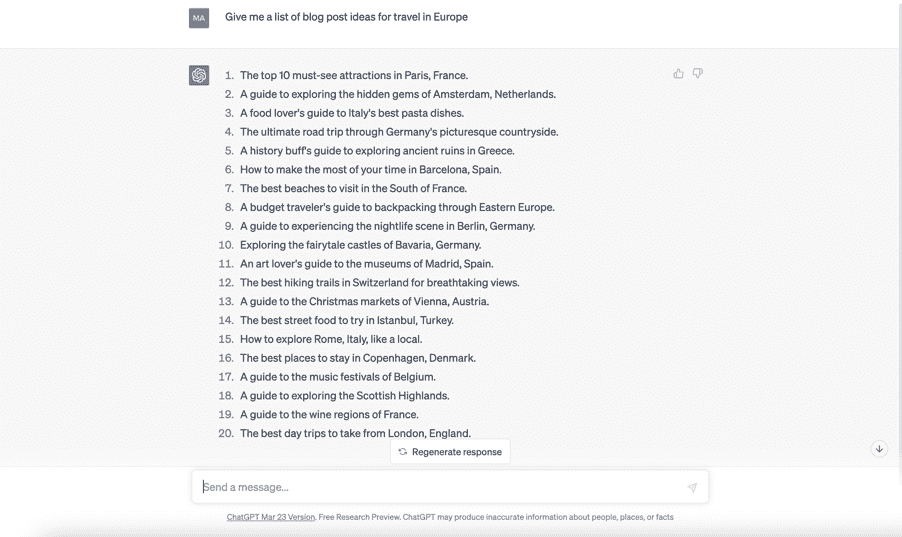 MA
Give me a list of blog post ideas for travel in Europe
1. The top 10 must-see attractions in Paris, France.
2. A guide to exploring the hidden gems of Amsterdam, Netherlands.
3. A food lover's guide to Italy's best pasta dishes.
4. The ultimate road trip through Germany's picturesque countryside.
5. A history buff's guide to exploring ancient ruins in Greece.
6. How to make the most of your time in Barcelona, Spain.
7. The best beaches to visit in the South of France.
8. A budget traveler's guide to backpacking through Eastern Europe.
9. A guide to experiencing the nightlife scene in Berlin, Germany.
10. Exploring the fairytale castles of Bavaria, Germany.
11. An art lover's guide to the museums of Madrid, Spain.
12. The best hiking trails in Switzerland for breathtaking views.
13. A guide to the Christmas markets of Vienna, Austria.
14. The best street food to try in Istanbul, Turkey.
15. How to explore Rome, Italy, like a local.
16. The best places to stay in Copenhagen, Denmark.
17. A guide to the music festivals of Belgium.
18. A guide to exploring the Scottish Highlands.
19. A guide to the wine regions of France.
20. The best day trips to take from London, England.
Regenerate response
Send a message...
ChatGPT Mar 23 Version. Free Research Preview. ChatGPT may produce inaccurate information about people, places, or facts